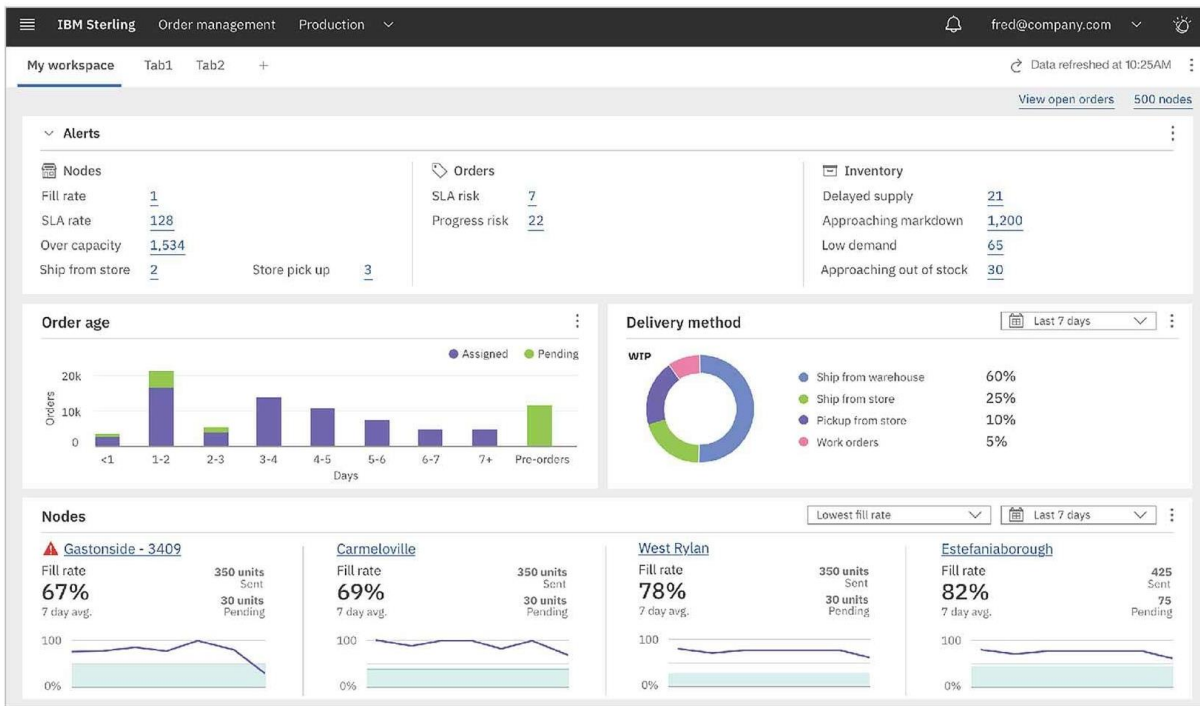 IBM Sterling Order management Production fred@company.com
My workspace Tab1 Tab2 + Data refreshed at 10:25AM
View open orders 500 nodes
Alerts
Nodes
Fill rate 1
SLA rate 128
Over capacity 1,534
Ship from store 2 Store pick up 3
Orders
SLA risk 7
Progress risk 22
Inventory
Delayed supply 21
Approaching markdown 1,200
Low demand 65
Approaching out of stock 30
Order age
Assigned Pending
Orders
20k
10k
0
<1 1-2 2-3 3-4 4-5 5-6 6-7 7+ Pre-orders
Days
Delivery method Last 7 days
WIP
Ship from warehouse 60%
Ship from store 25%
Pickup from store 10%
Work orders 5%
Nodes Lowest fill rate Last 7 days
Gastonside - 3409
Fill rate
67%
7 day avg.
350 units
Sent
30 units
Pending
100
0%
Carmeloville
Fill rate
69%
7 day avg.
350 units
Sent
30 units
Pending
100
0%
West Rylan
Fill rate
78%
7 day avg.
350 units
Sent
30 units
Pending
100
0%
Estefaniaborough
Fill rate
82%
7 day avg.
425
Sent
75
Pending
100
0%